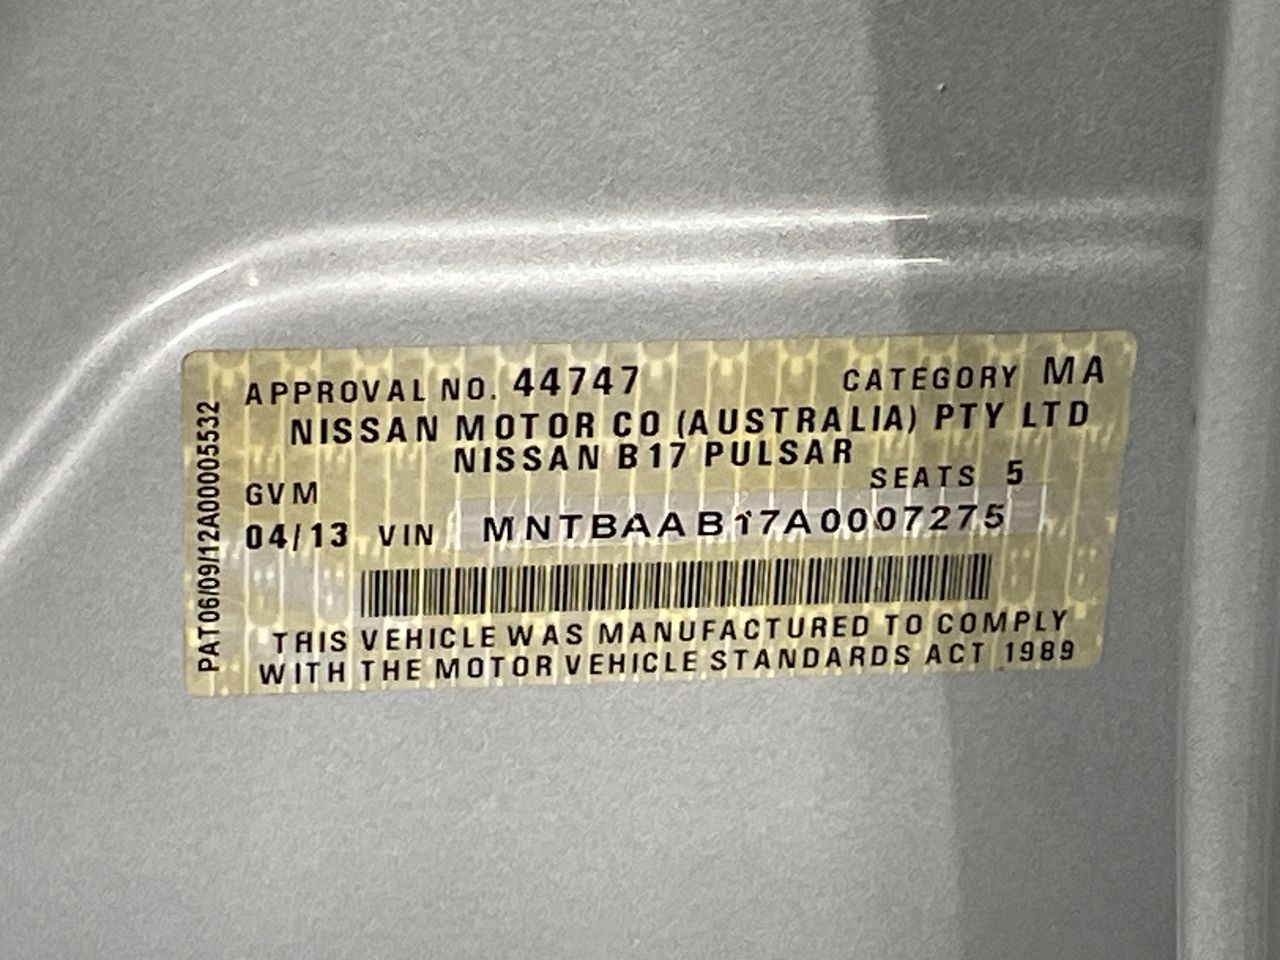 APPROVAL NO. 44747 CATEGORY MA
NISSAN MOTOR CO (AUSTRALIA) PTY LTD
NISSAN B17 PULSAR
GVM SEATS 5
04/13 VIN MNTBAAB17A0007275
THIS VEHICLE WAS MANUFACTURED TO COMPLY
WITH THE MOTOR VEHICLE STANDARDS ACT 1989
PAT06/09/12A00005532